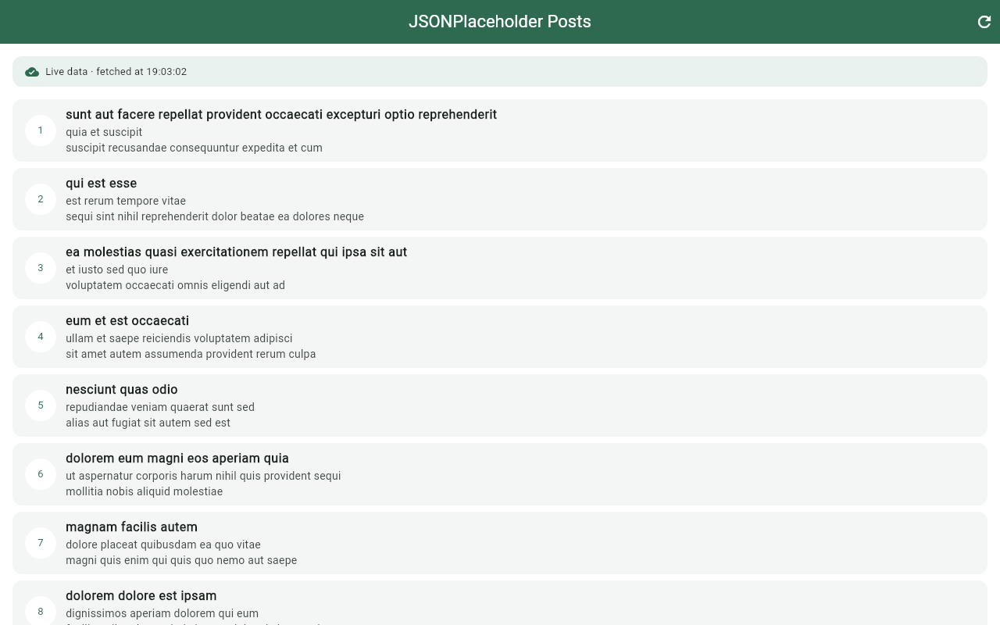 JSONPlaceholder Posts
Live data · fetched at 19:03:02
1
sunt aut facere repellat provident occaecati excepturi optio reprehenderit
quia et suscipit
suscipit recusandae consequuntur expedita et cum
2
qui est esse
est rerum tempore vitae
sequi sint nihil reprehenderit dolor beatae ea dolores neque
3
ea molestias quasi exercitationem repellat qui ipsa sit aut
et iusto sed quo iure
voluptatem occaecati omnis eligendi aut ad
4
eum et est occaecati
ullam et saepe reiciendis voluptatem adipisci
sit amet autem assumenda provident rerum culpa
5
nesciunt quas odio
repudiandae veniam quaerat sunt sed
alias aut fugiat sit autem sed est
6
dolorem eum magni eos aperiam quia
ut aspernatur corporis harum nihil quis provident sequi
mollitia nobis aliquid molestiae
7
magnam facilis autem
dolore placeat quibusdam ea quo vitae
magni quis enim qui quis quo nemo aut saepe
8
dolorem dolore est ipsam
dignissimos aperiam dolorem qui eum